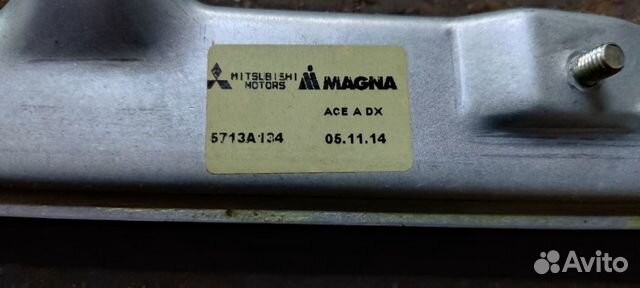 MITSUBISHI MOTORS
MAGNA
ACE A DX
5713A134
05.11.14
Avito